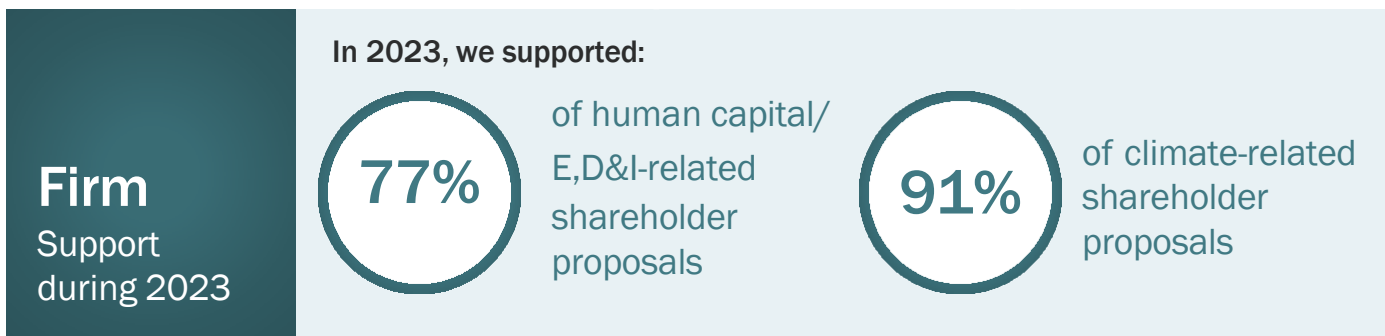 Firm
Support
during 2023
In 2023, we supported:
77%
of human capital/
E,D&I-related
shareholder
proposals
91%
of climate-related
shareholder
proposals